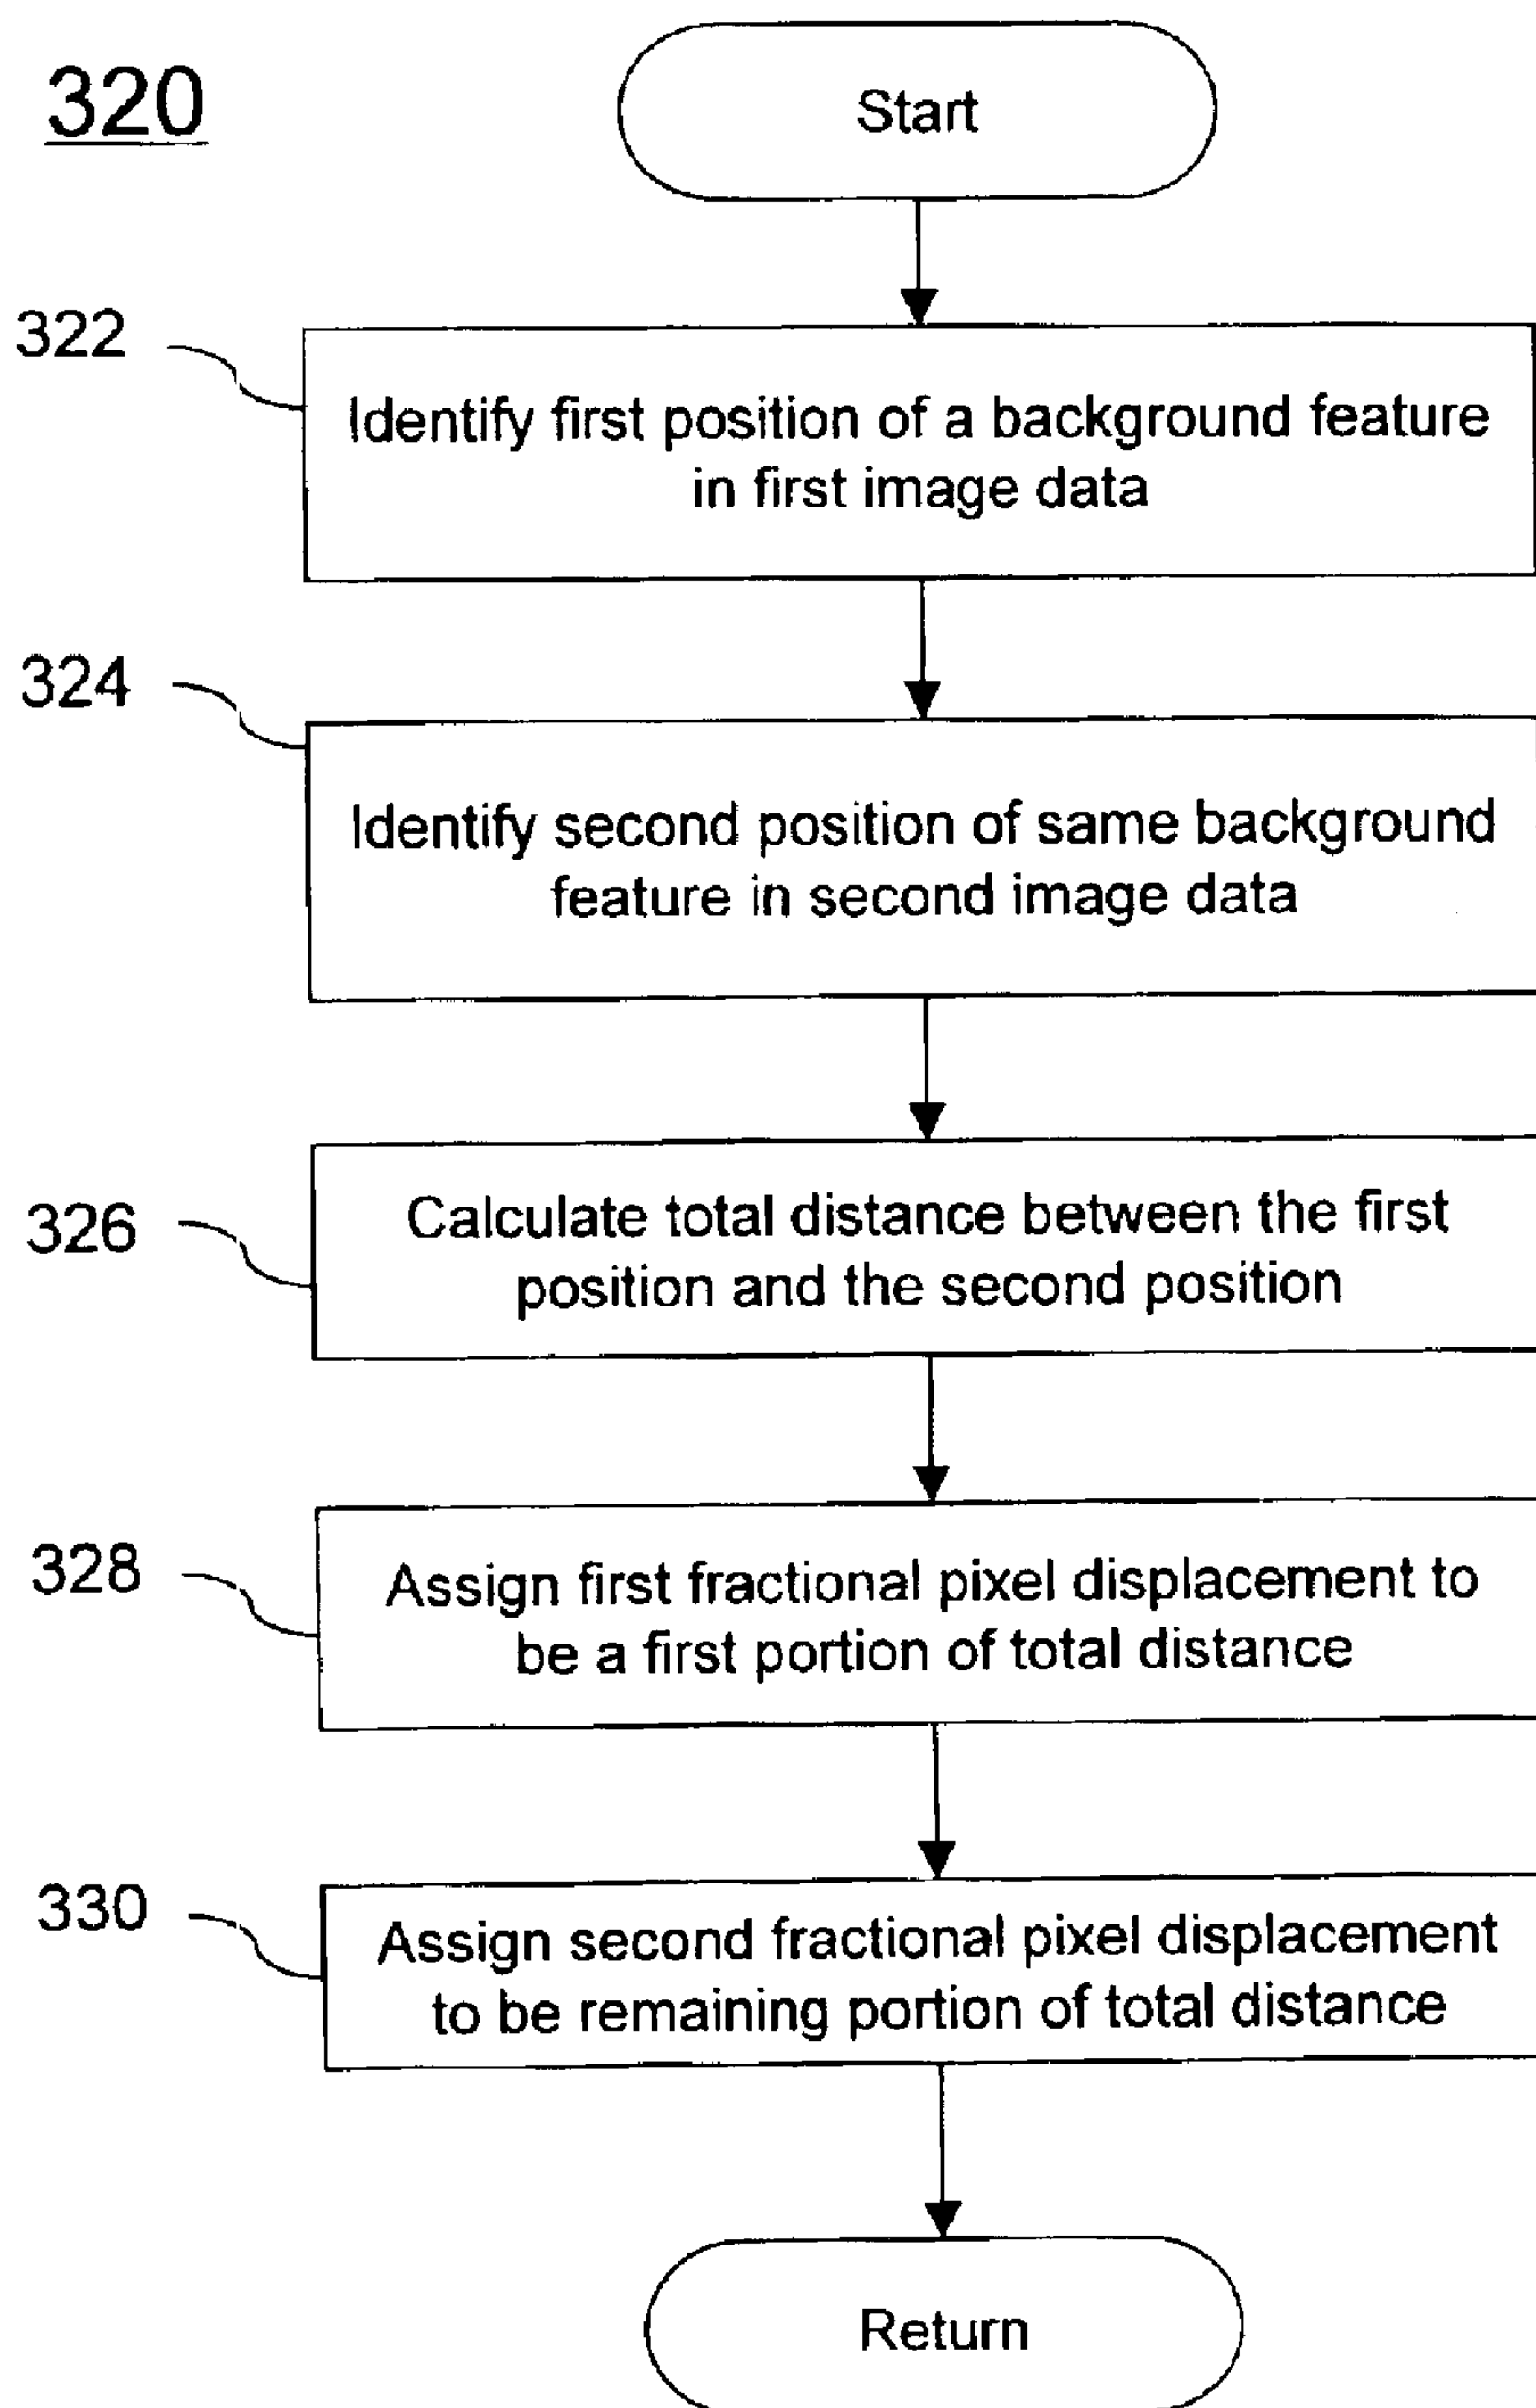 320
Start
322
Identify first position of a background feature
in first image data
324
Identify second position of same background
feature in second image data
326
Calculate total distance between the first
position and the second position
328
Assign first fractional pixel displacement to
be a first portion of total distance
330
Assign second fractional pixel displacement
to be remaining portion of total distance
Return